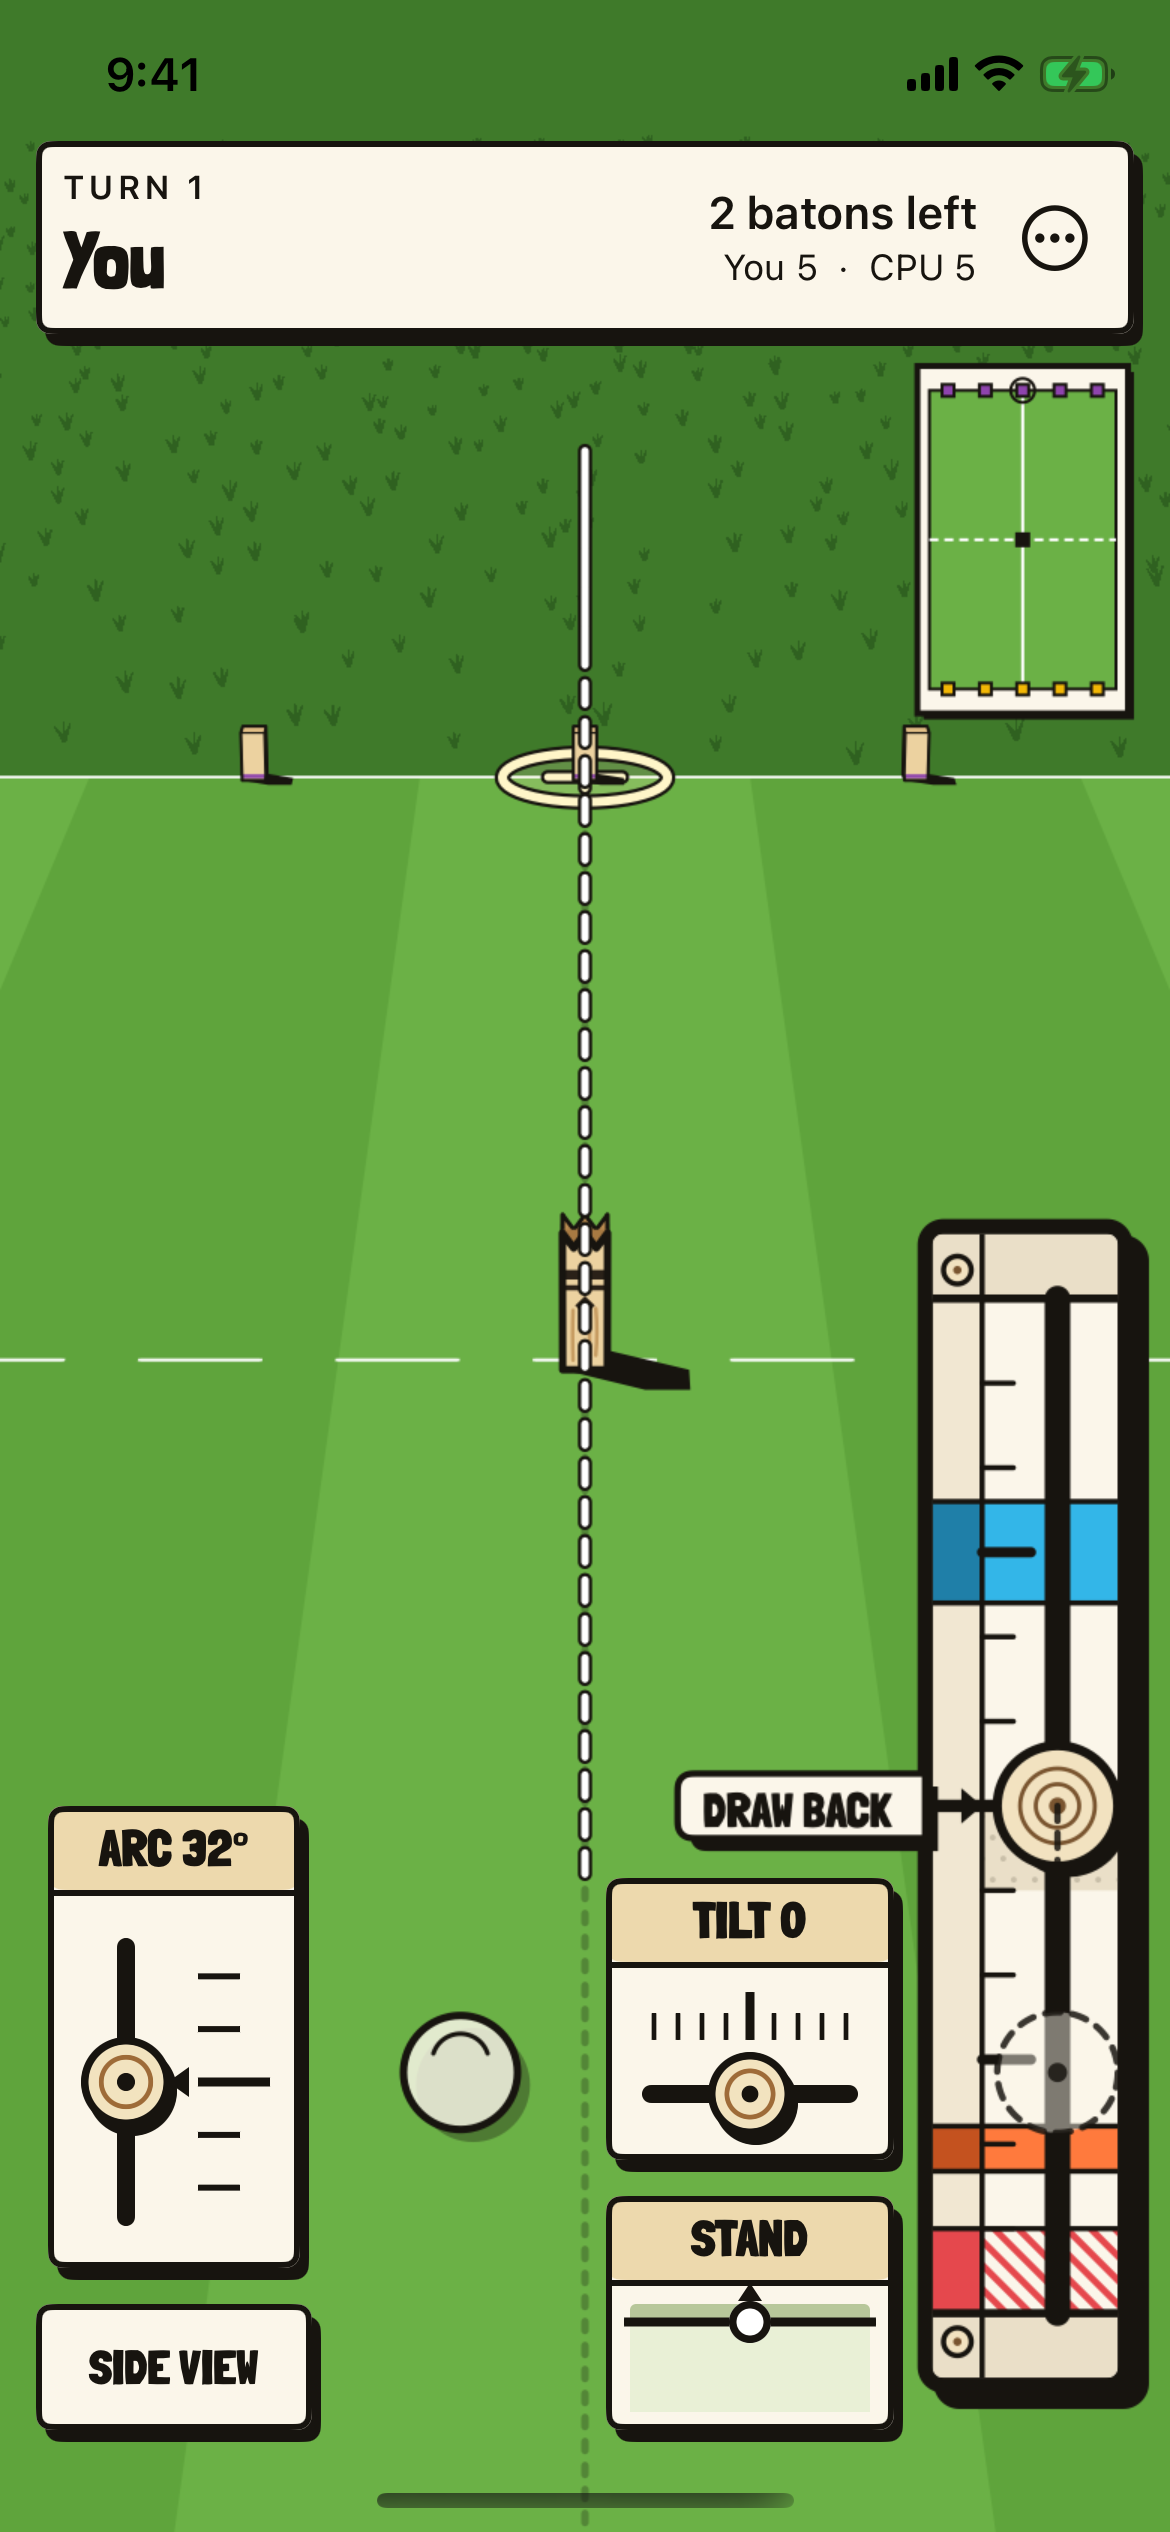 9:41
TURN 1
You
2 batons left
You 5 · CPU 5
DRAW BACK
ARC 32°
TILT 0
STAND
SIDE VIEW